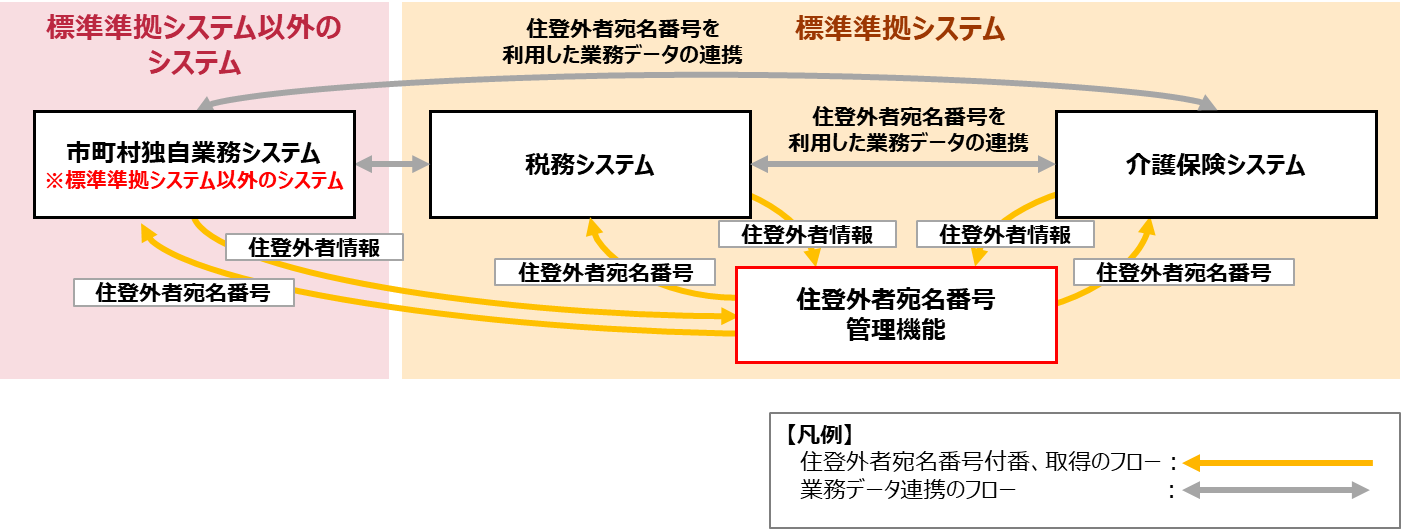 標準準拠システム以外の
システム
住登外者宛名番号を
利用した業務データの連携
標準準拠システム
市町村独自業務システム
※標準準拠システム以外のシステム
税務システム
住登外者宛名番号を
利用した業務データの連携
介護保険システム
住登外者情報
住登外者宛名番号
住登外者情報
住登外者宛名番号
住登外者情報
住登外者宛名番号
住登外者宛名番号
管理機能
【凡例】
住登外者宛名番号付番、取得のフロー：
業務データ連携のフロー ：